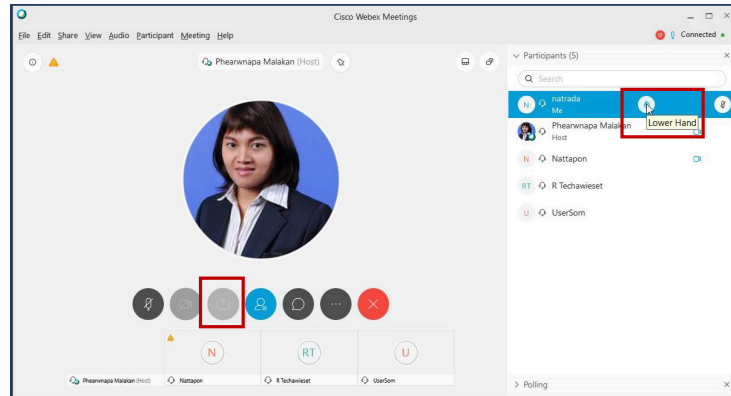 Cisco Webex Meetings
File Edit Share View Audio Participant Meeting Help
Connected
Phearwnapa Malakan (Host)
Participants (5)
Search
N
natrada
Me
Lower Hand
Phearwnapa Malakan
Host
N
Nattapon
RT
R Techawieset
U
UserSom
N
RT
U
Phearwnapa Malakan (Host)
Nattapon
R Techawieset
UserSom
Polling